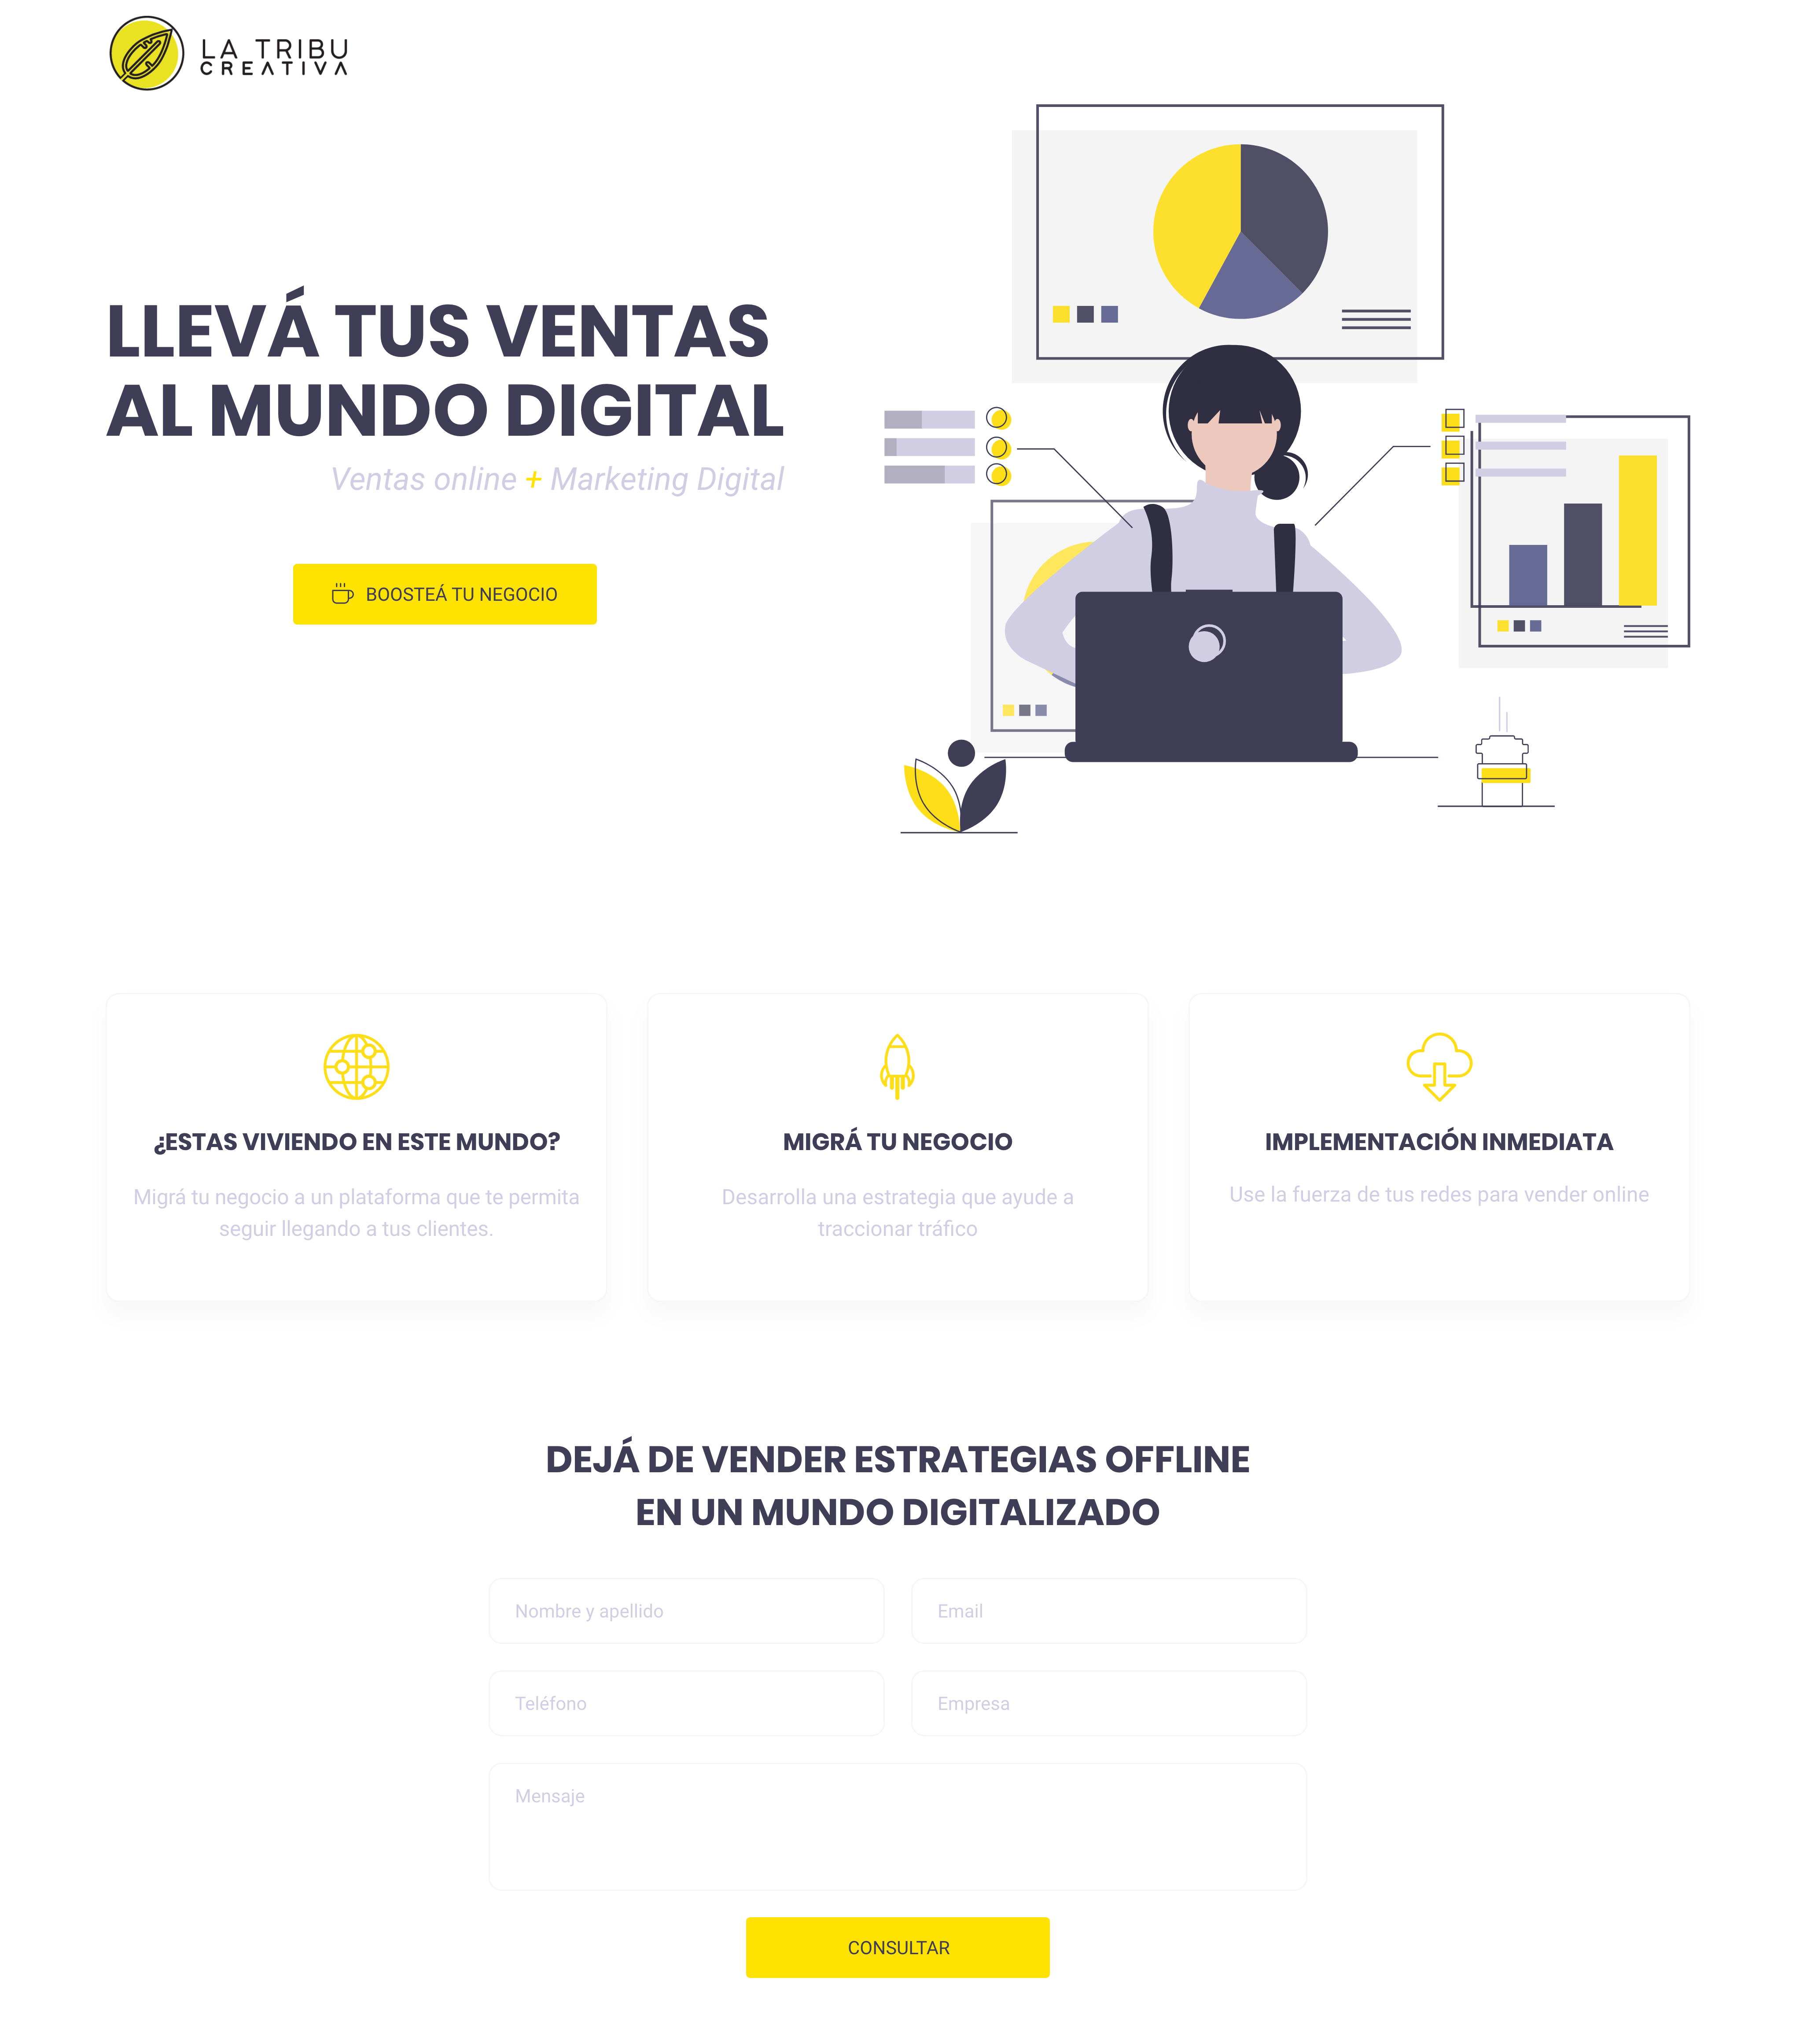 LA TRIBU
CREATIVA
LLEVÁ TUS VENTAS
AL MUNDO DIGITAL
Ventas online + Marketing Digital
BOOSTEÁ TU NEGOCIO
¿ESTAS VIVIENDO EN ESTE MUNDO?
Migrá tu negocio a un plataforma que te permita
seguir llegando a tus clientes.
MIGRÁ TU NEGOCIO
Desarrolla una estrategia que ayude a
traccionar tráfico
IMPLEMENTACIÓN INMEDIATA
Use la fuerza de tus redes para vender online
DEJÁ DE VENDER ESTRATEGIAS OFFLINE
EN UN MUNDO DIGITALIZADO
Nombre y apellido
Email
Teléfono
Empresa
Mensaje
CONSULTAR